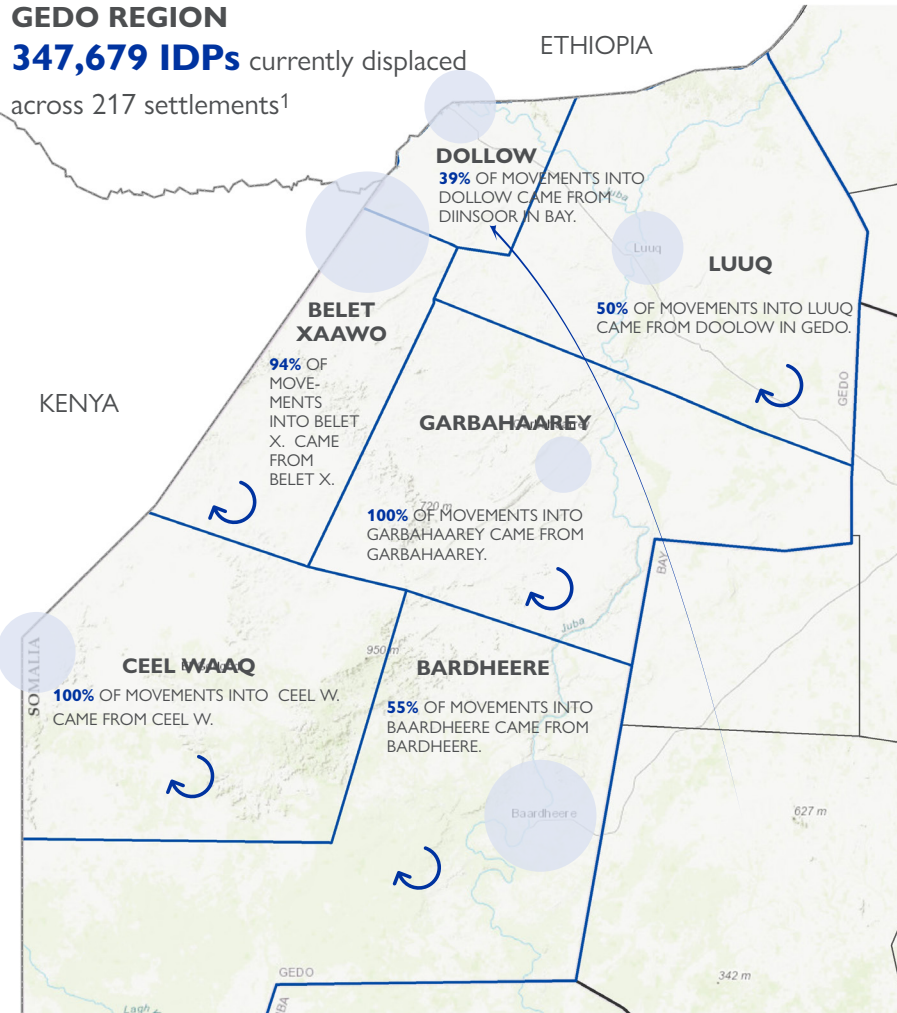 GEDO REGION
347,679 IDPs currently displaced
across 217 settlements¹
ETHIOPIA
DOLLOW
39% OF MOVEMENTS INTO
DOLLOW CAME FROM
DIINSOOR IN BAY.
Luuq
LUUQ
50% OF MOVEMENTS INTO LUUQ
CAME FROM DOOLOW IN GEDO.
BELET
XAAWO
94% OF
MOVE-
MENTS
INTO BELET
X. CAME
FROM
BELET X.
KENYA
GEDO
GARBAHAAREY
720 m
100% OF MOVEMENTS INTO
GARBAHAAREY CAME FROM
GARBAHAAREY.
BAY
Juba
950 m
SOMALIA
CEEL WAAQ
100% OF MOVEMENTS INTO CEEL W.
CAME FROM CEEL W.
BARDHEERE
55% OF MOVEMENTS INTO
BAARDHEERE CAME FROM
BARDHEERE.
Baardheere
627 m
GEDO
342 m
Lagh